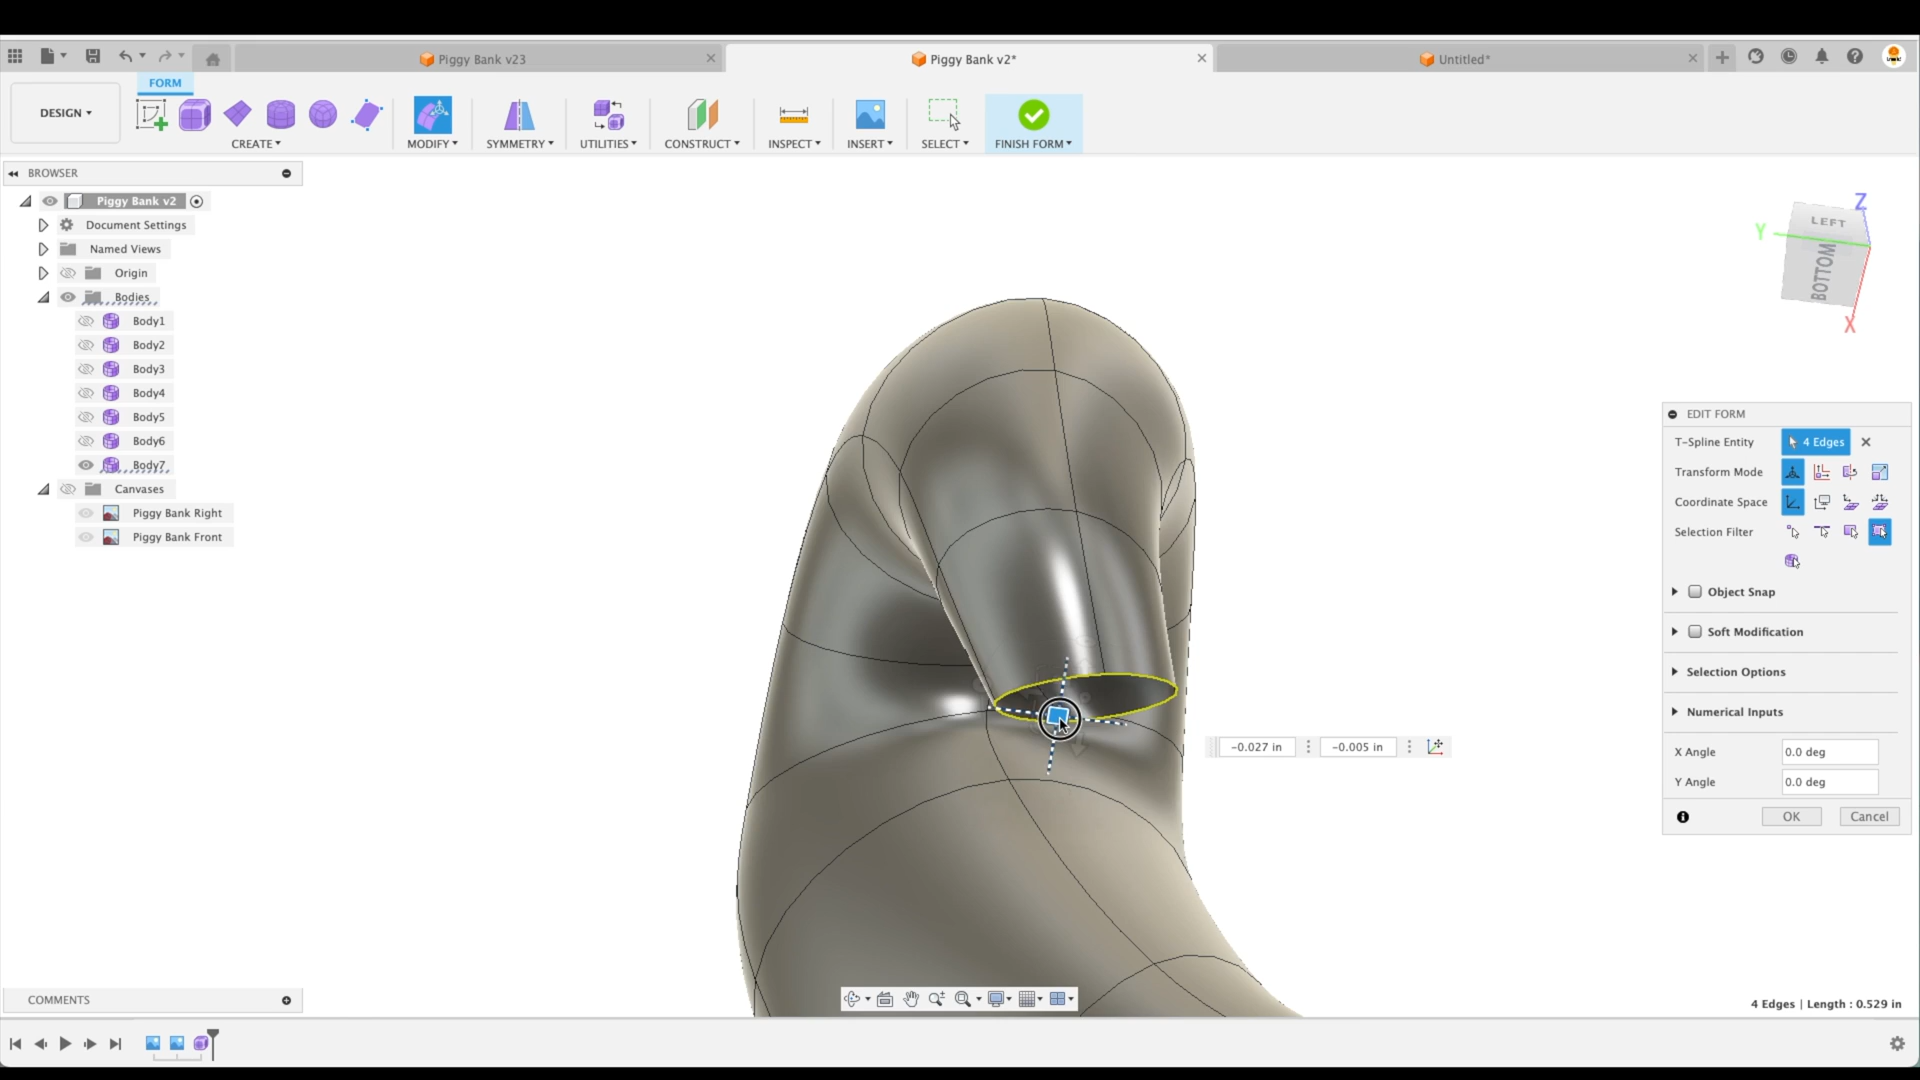 Piggy Bank v23
Piggy Bank v2*
Untitled*
DESIGN
FORM
CREATE
MODIFY
SYMMETRY
UTILITIES
CONSTRUCT
INSPECT
INSERT
SELECT
FINISH FORM
BROWSER
Piggy Bank v2
Document Settings
Named Views
Origin
Bodies
Body1
Body2
Body3
Body4
Body5
Body6
Body7
Canvases
Piggy Bank Right
Piggy Bank Front
Z
Y
LEFT
BOTTOM
X
EDIT FORM
T-Spline Entity 4 Edges
Transform Mode
Coordinate Space
Selection Filter
Object Snap
Soft Modification
Selection Options
Numerical Inputs
X Angle 0.0 deg
Y Angle 0.0 deg
OK Cancel
-0.027 in -0.005 in
COMMENTS
4 Edges | Length : 0.529 in